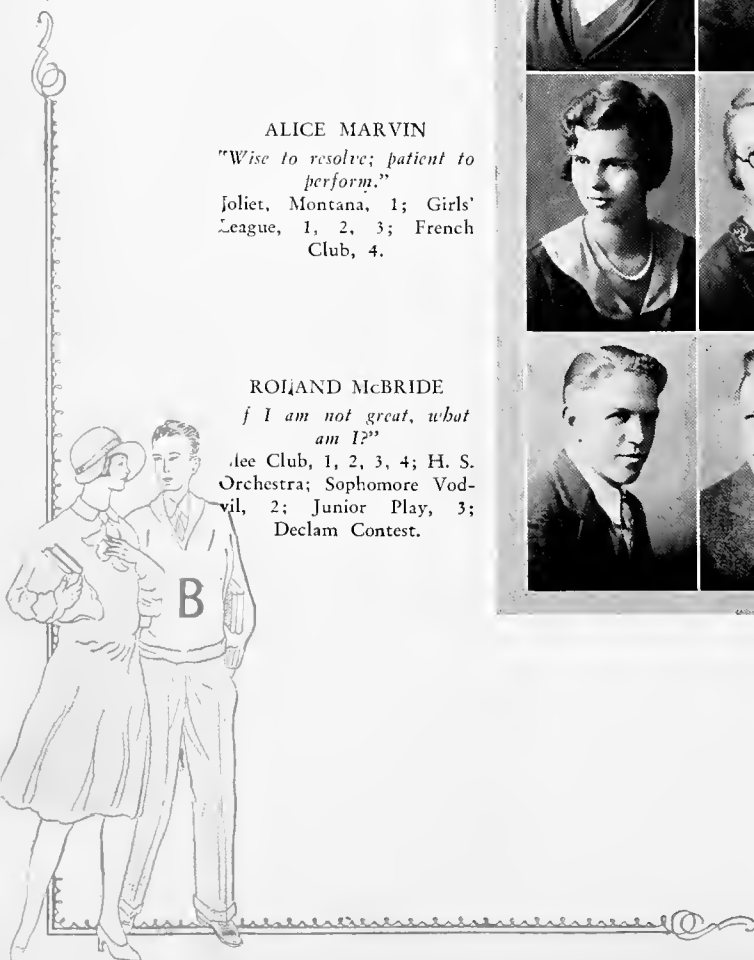 ALICE MARVIN
"Wise to resolve; patient to
perform."
Joliet, Montana, 1; Girls'
League, 1, 2, 3; French
Club, 4.
ROLLAND McBRIDE
f I am not great, what
am I?"
lee Club, 1, 2, 3, 4; H. S.
Orchestra; Sophomore Vod-
vil, 2; Junior Play, 3;
Declam Contest.
B